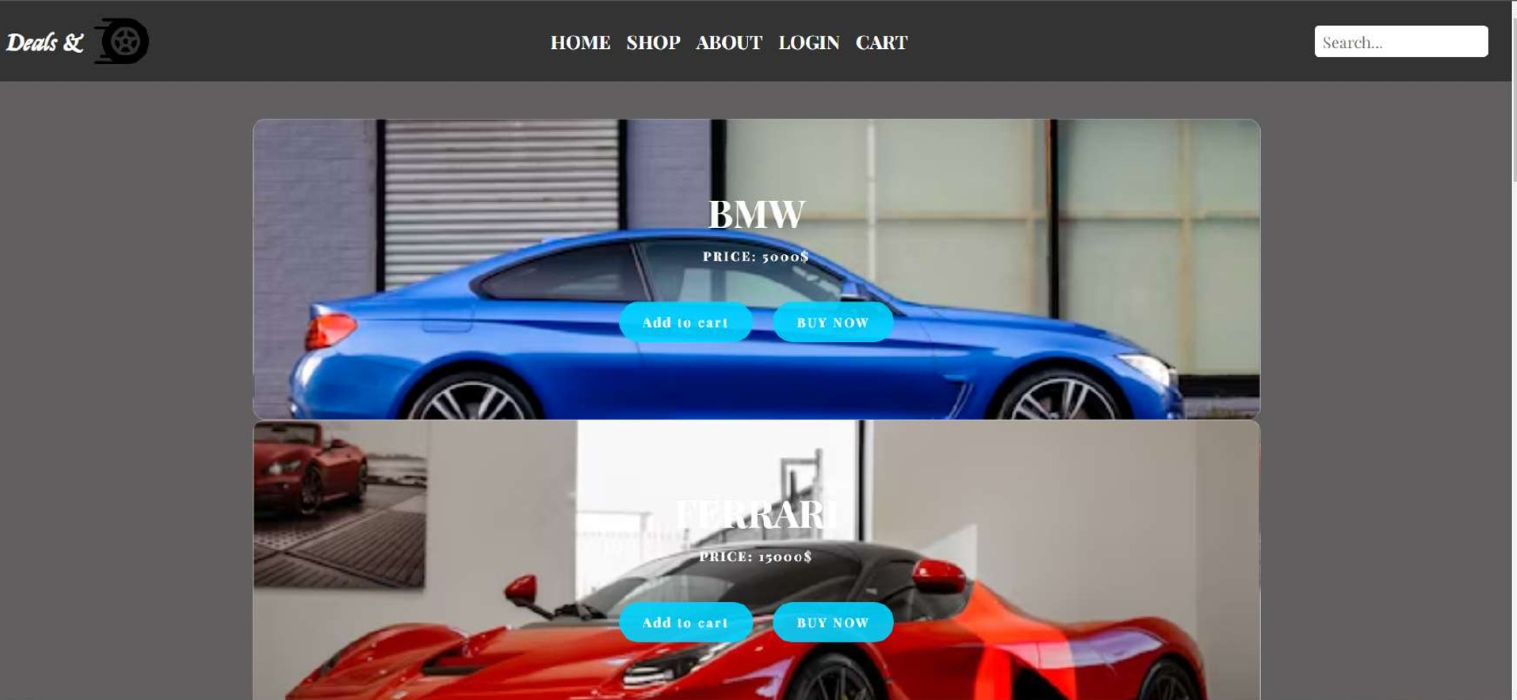 Deals &
HOME SHOP ABOUT LOGIN CART
Search...
BMW
PRICE: 5000$
Add to cart BUY NOW
FERRARI
PRICE: 15000$
Add to cart BUY NOW